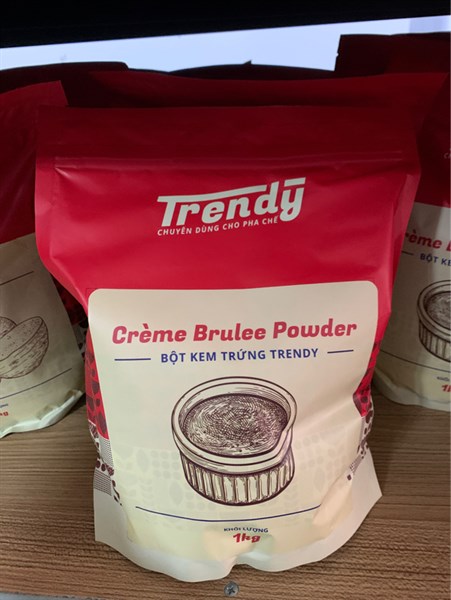 Trendy
CHUYÊN DÙNG CHO PHA CHẾ
Crème Brulee Powder
BỘT KEM TRỨNG TRENDY
KHỐI LƯỢNG
1kg